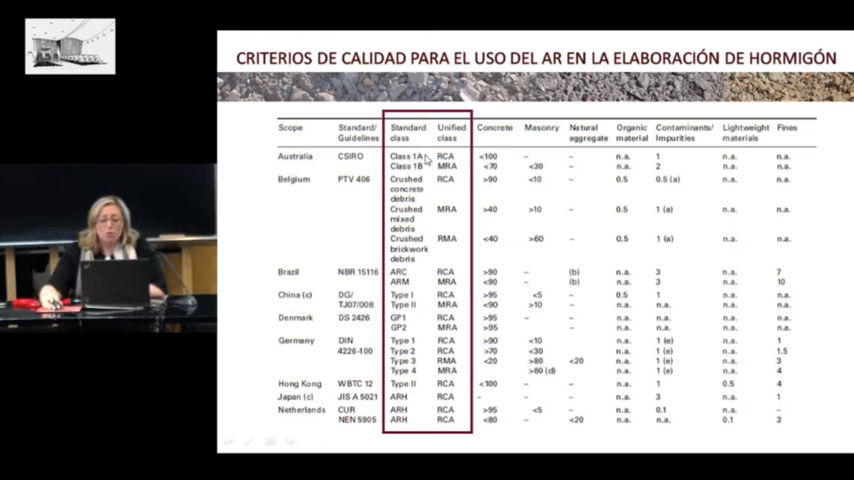 CRITERIOS DE CALIDAD PARA EL USO DEL AR EN LA ELABORACIÓN DE HORMIGÓN
Scope Standard/ Guidelines Standard class Unified class Concrete Masonry Natural aggregate Organic material Contaminants/ Impurities Lightweight materials Fines
Australia CSIRO Class 1A RCA <100 – – n.a. 1 n.a. n.a.
Class 1B MRA <70 <30 – n.a. 2 n.a. n.a.
Belgium PTV 406 Crushed concrete debris RCA >90 <10 – 0.5 0.5 (a) n.a. n.a.
Crushed mixed debris MRA >40 >10 – 0.5 1 (a) n.a. n.a.
Crushed brickwork debris RMA <40 >60 – 0.5 1 (a) n.a. n.a.
Brazil NBR 15116 ARC RCA >90 – (b) n.a. 3 n.a. 7
ARM MRA <90 – (b) n.a. 3 n.a. 10
China (c) DG/ Type I RCA >95 <5 – 0.5 1 n.a. n.a.
TJ07/008 Type II RCA <90 >10 – n.a. n.a. n.a. n.a.
Denmark DS 2426 GP1 RCA >95 – – n.a. n.a. n.a. n.a.
GP2 MRA >95 – n.a. n.a. n.a. n.a.
Germany DIN Type 1 RCA >90 <10 n.a. 1 (e) n.a. 1
4226-100 Type 2 RCA >70 <30 n.a. 1 (e) n.a. 1.5
Type 3 RMA <20 >80 <20 n.a. 1 (e) n.a. 3
Type 4 MRA >80 (d) n.a. 1 (e) n.a. 4
Hong Kong WBTC 12 Type II RCA <100 – n.a. 1 0.5 4
Japan (c) JIS A 5021 ARH RCA – – n.a. 3 n.a. 1
Netherlands CUR ARH RCA >95 <5 n.a. 0.1 n.a. –
NEN 5905 ARH RCA <80 – <20 n.a. n.a. 0.1 3